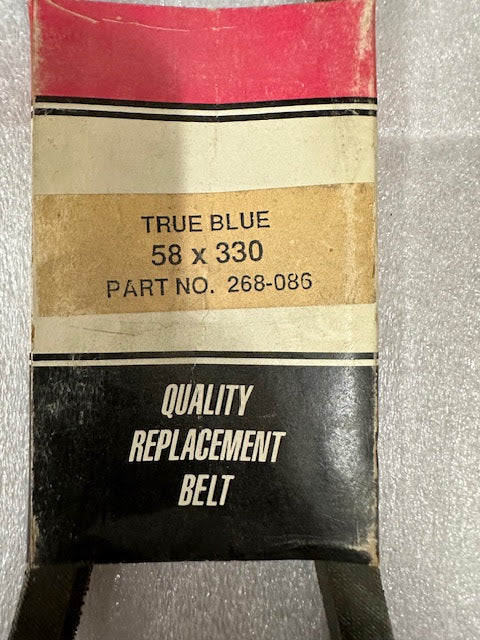 TRUE BLUE
58 x 330
PART NO. 268-086
QUALITY
REPLACEMENT
BELT